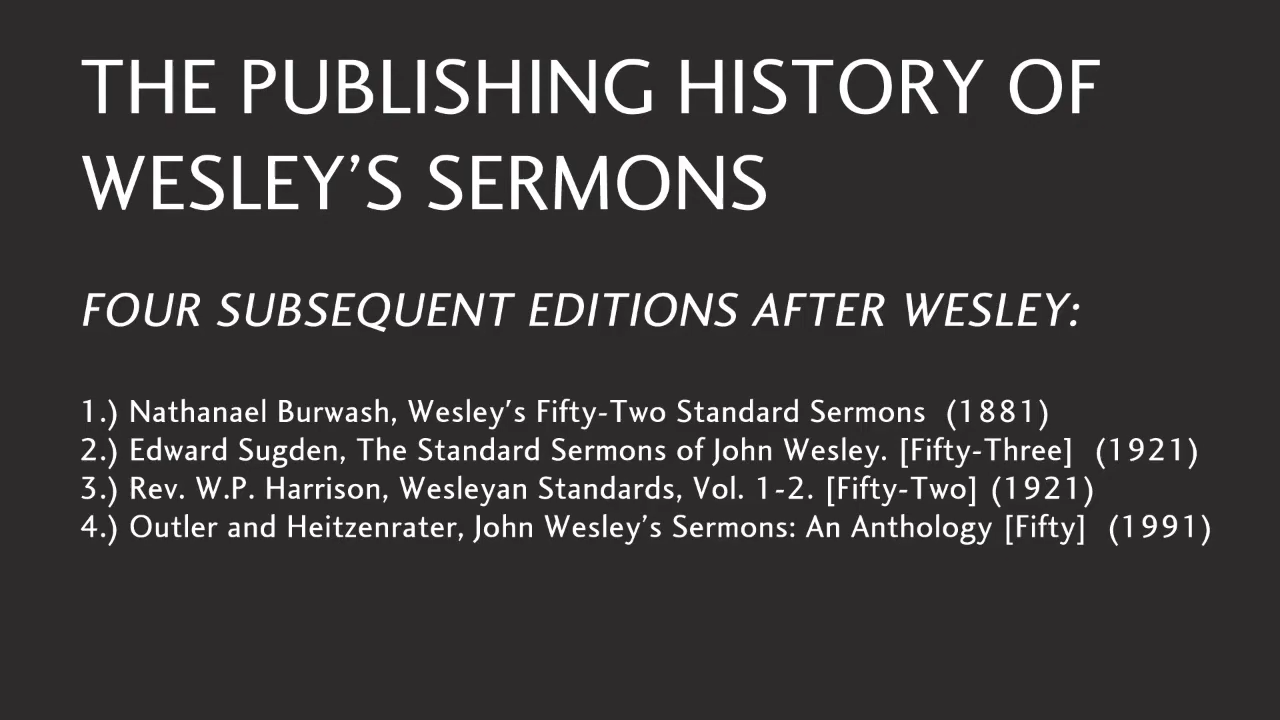 THE PUBLISHING HISTORY OF
WESLEY’S SERMONS
FOUR SUBSEQUENT EDITIONS AFTER WESLEY:
1.) Nathanael Burwash, Wesley’s Fifty-Two Standard Sermons (1881)
2.) Edward Sugden, The Standard Sermons of John Wesley. [Fifty-Three] (1921)
3.) Rev. W.P. Harrison, Wesleyan Standards, Vol. 1-2. [Fifty-Two] (1921)
4.) Outler and Heitzenrater, John Wesley’s Sermons: An Anthology [Fifty] (1991)